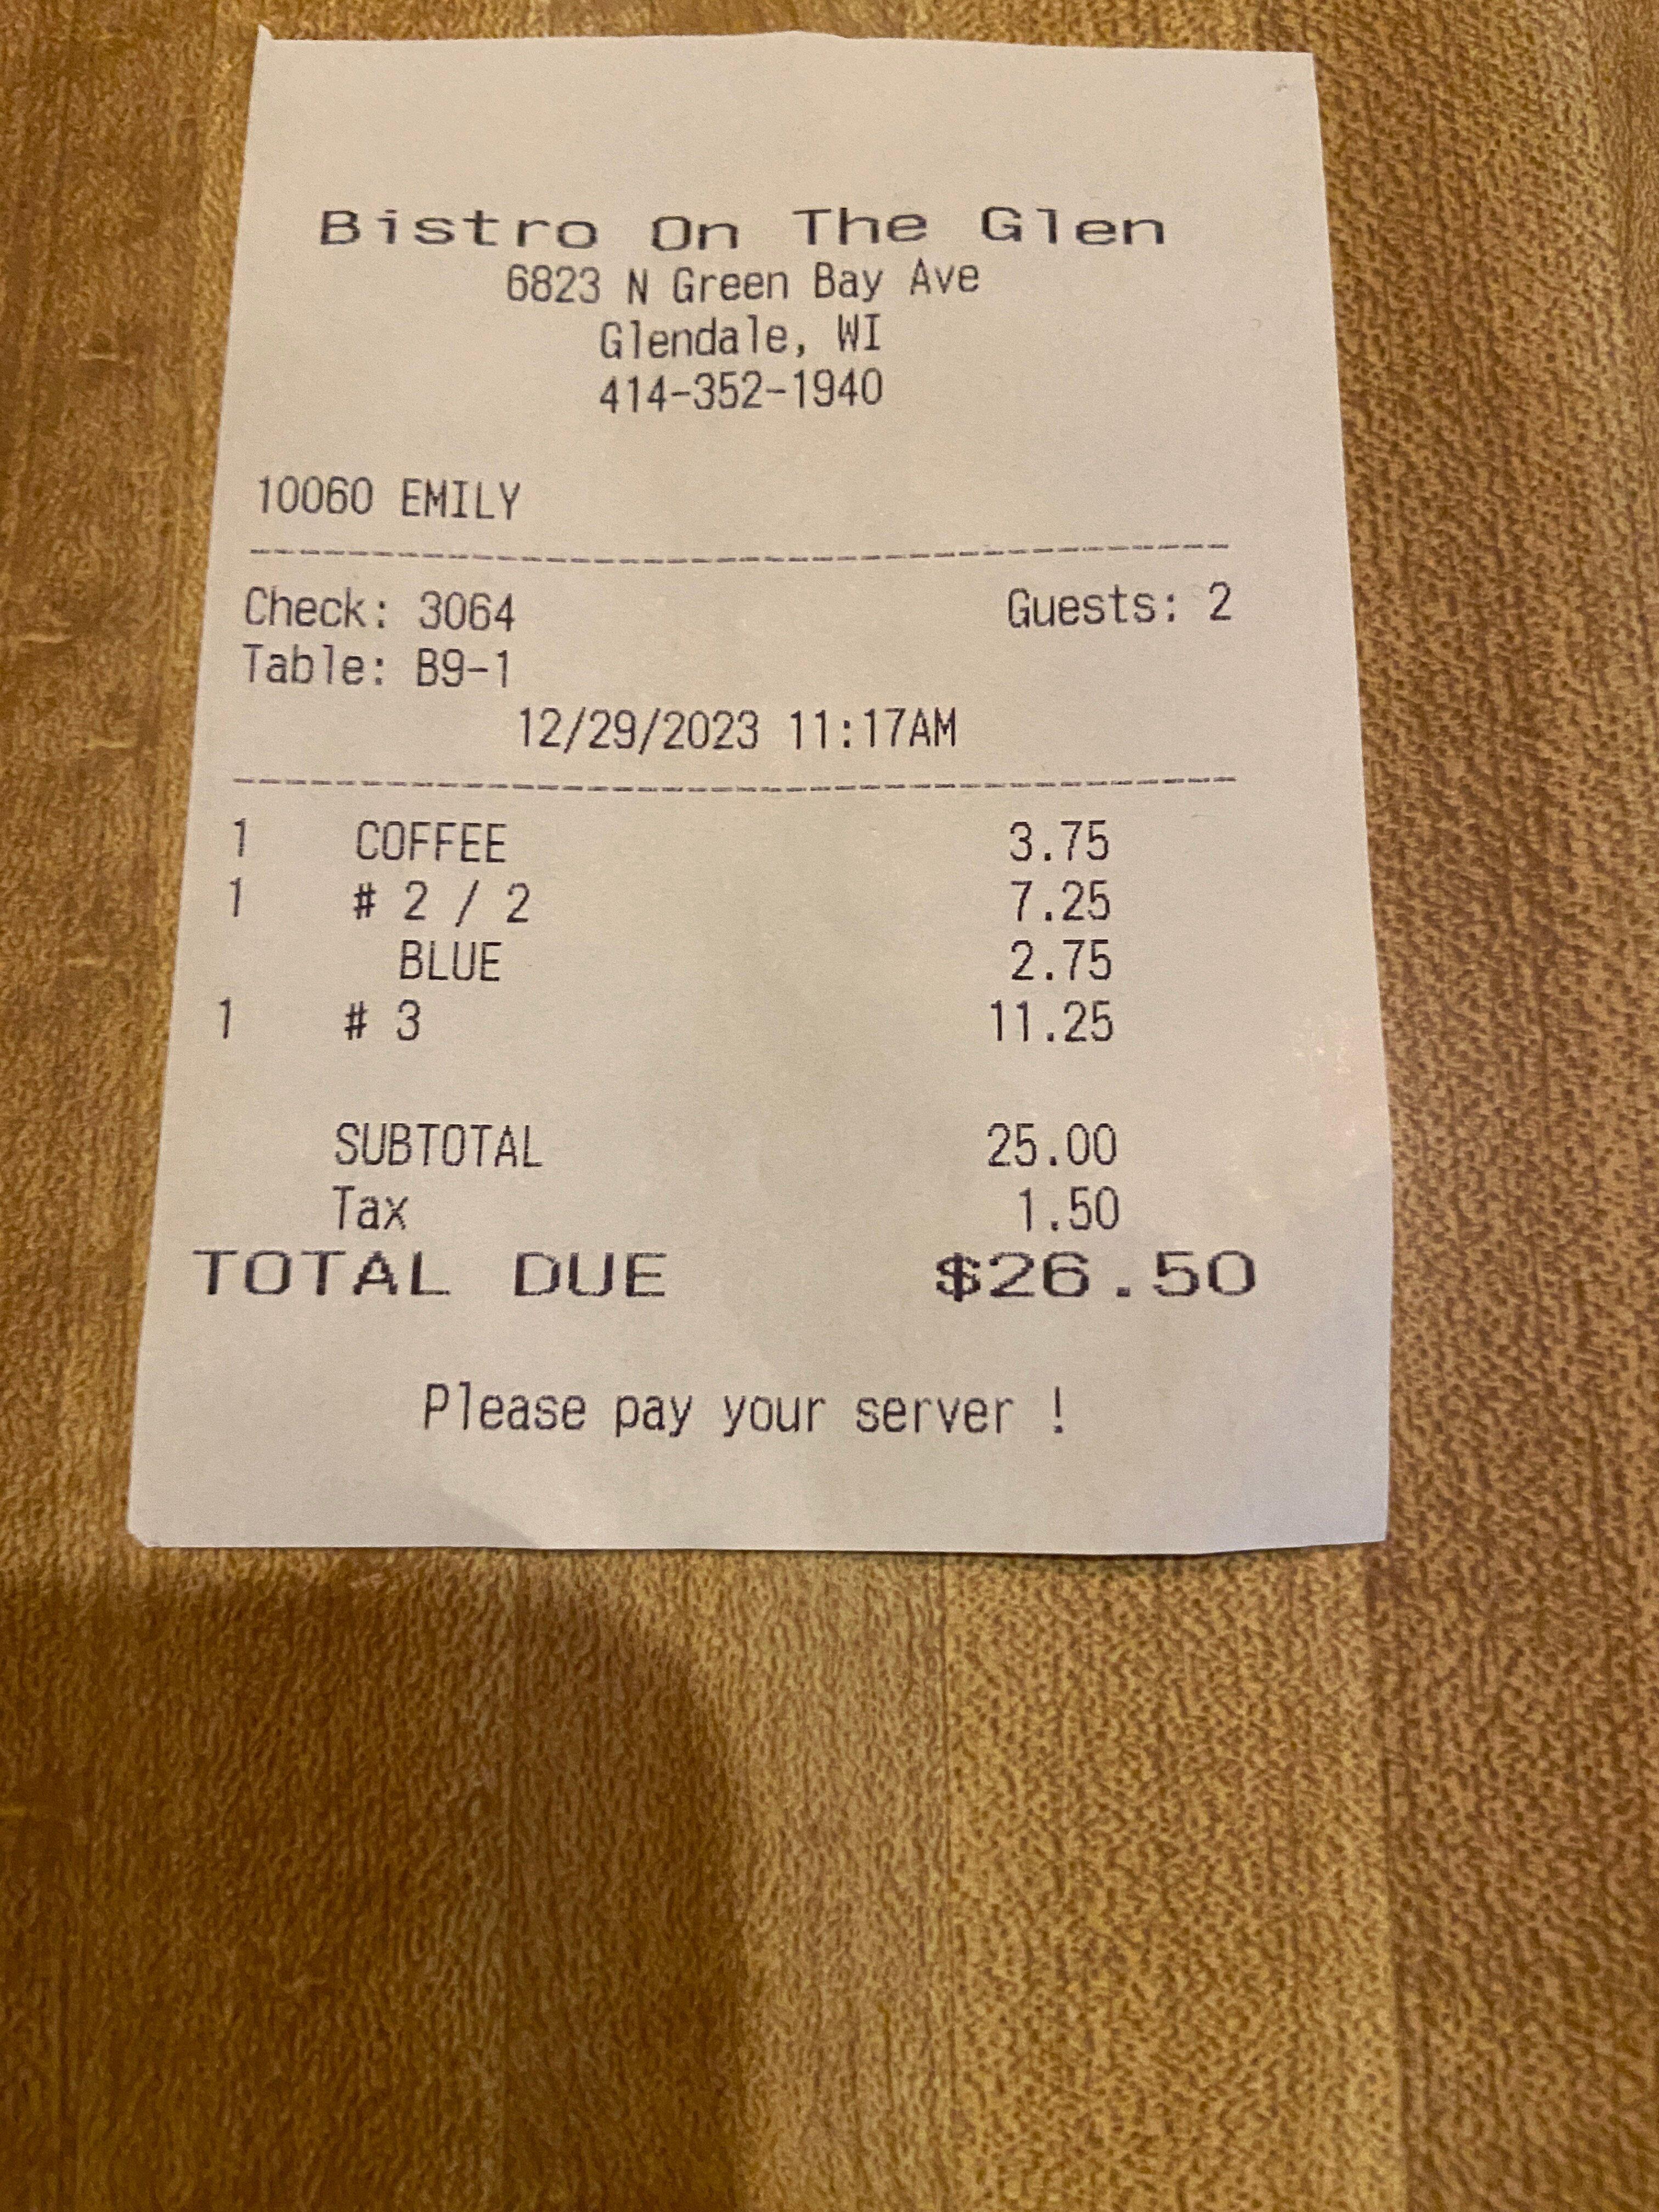 Bistro On The Glen
6823 N Green Bay Ave
Glendale, WI
414-352-1940
10060 EMILY
Check: 3064 Guests: 2
Table: B9-1
12/29/2023 11:17AM
1 COFFEE 3.75
1 # 2 / 2 7.25
BLUE 2.75
1 # 3 11.25
SUBTOTAL 25.00
Tax 1.50
TOTAL DUE $26.50
Please pay your server !